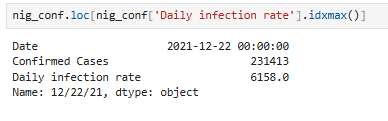 nig_conf.loc[nig_conf['Daily infection rate'].idxmax()]
Date                    2021-12-22 00:00:00
Confirmed Cases                      231413
Daily infection rate                 6158.0
Name: 12/22/21, dtype: object